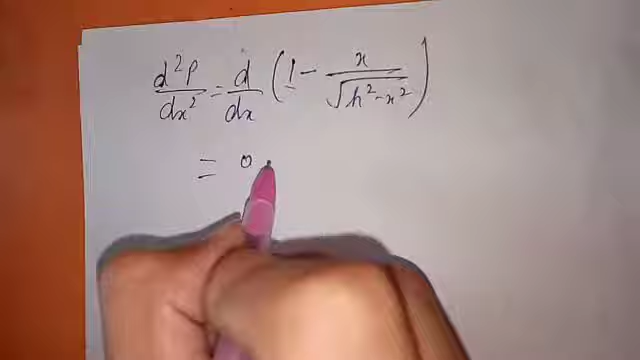 d²P/dx² = d/dx (1 - x/√(h²-x²))
= 0